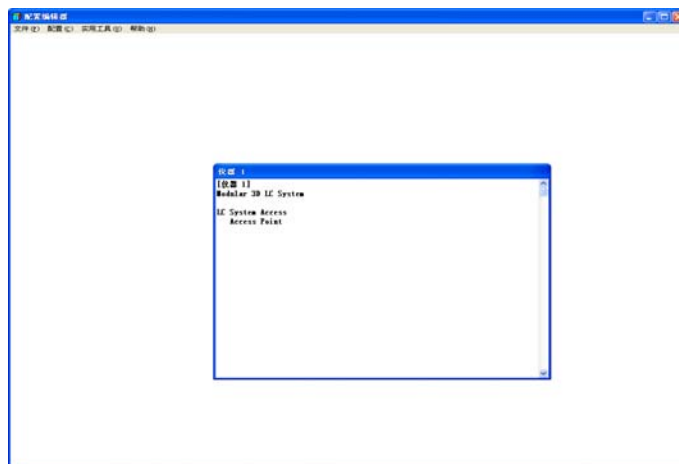 配置编辑器
文件(F) 配置(C) 实用工具(U) 帮助(H)
仪器 1
[仪器 1]
Modular 3D LC System
LC System Access
Access Point